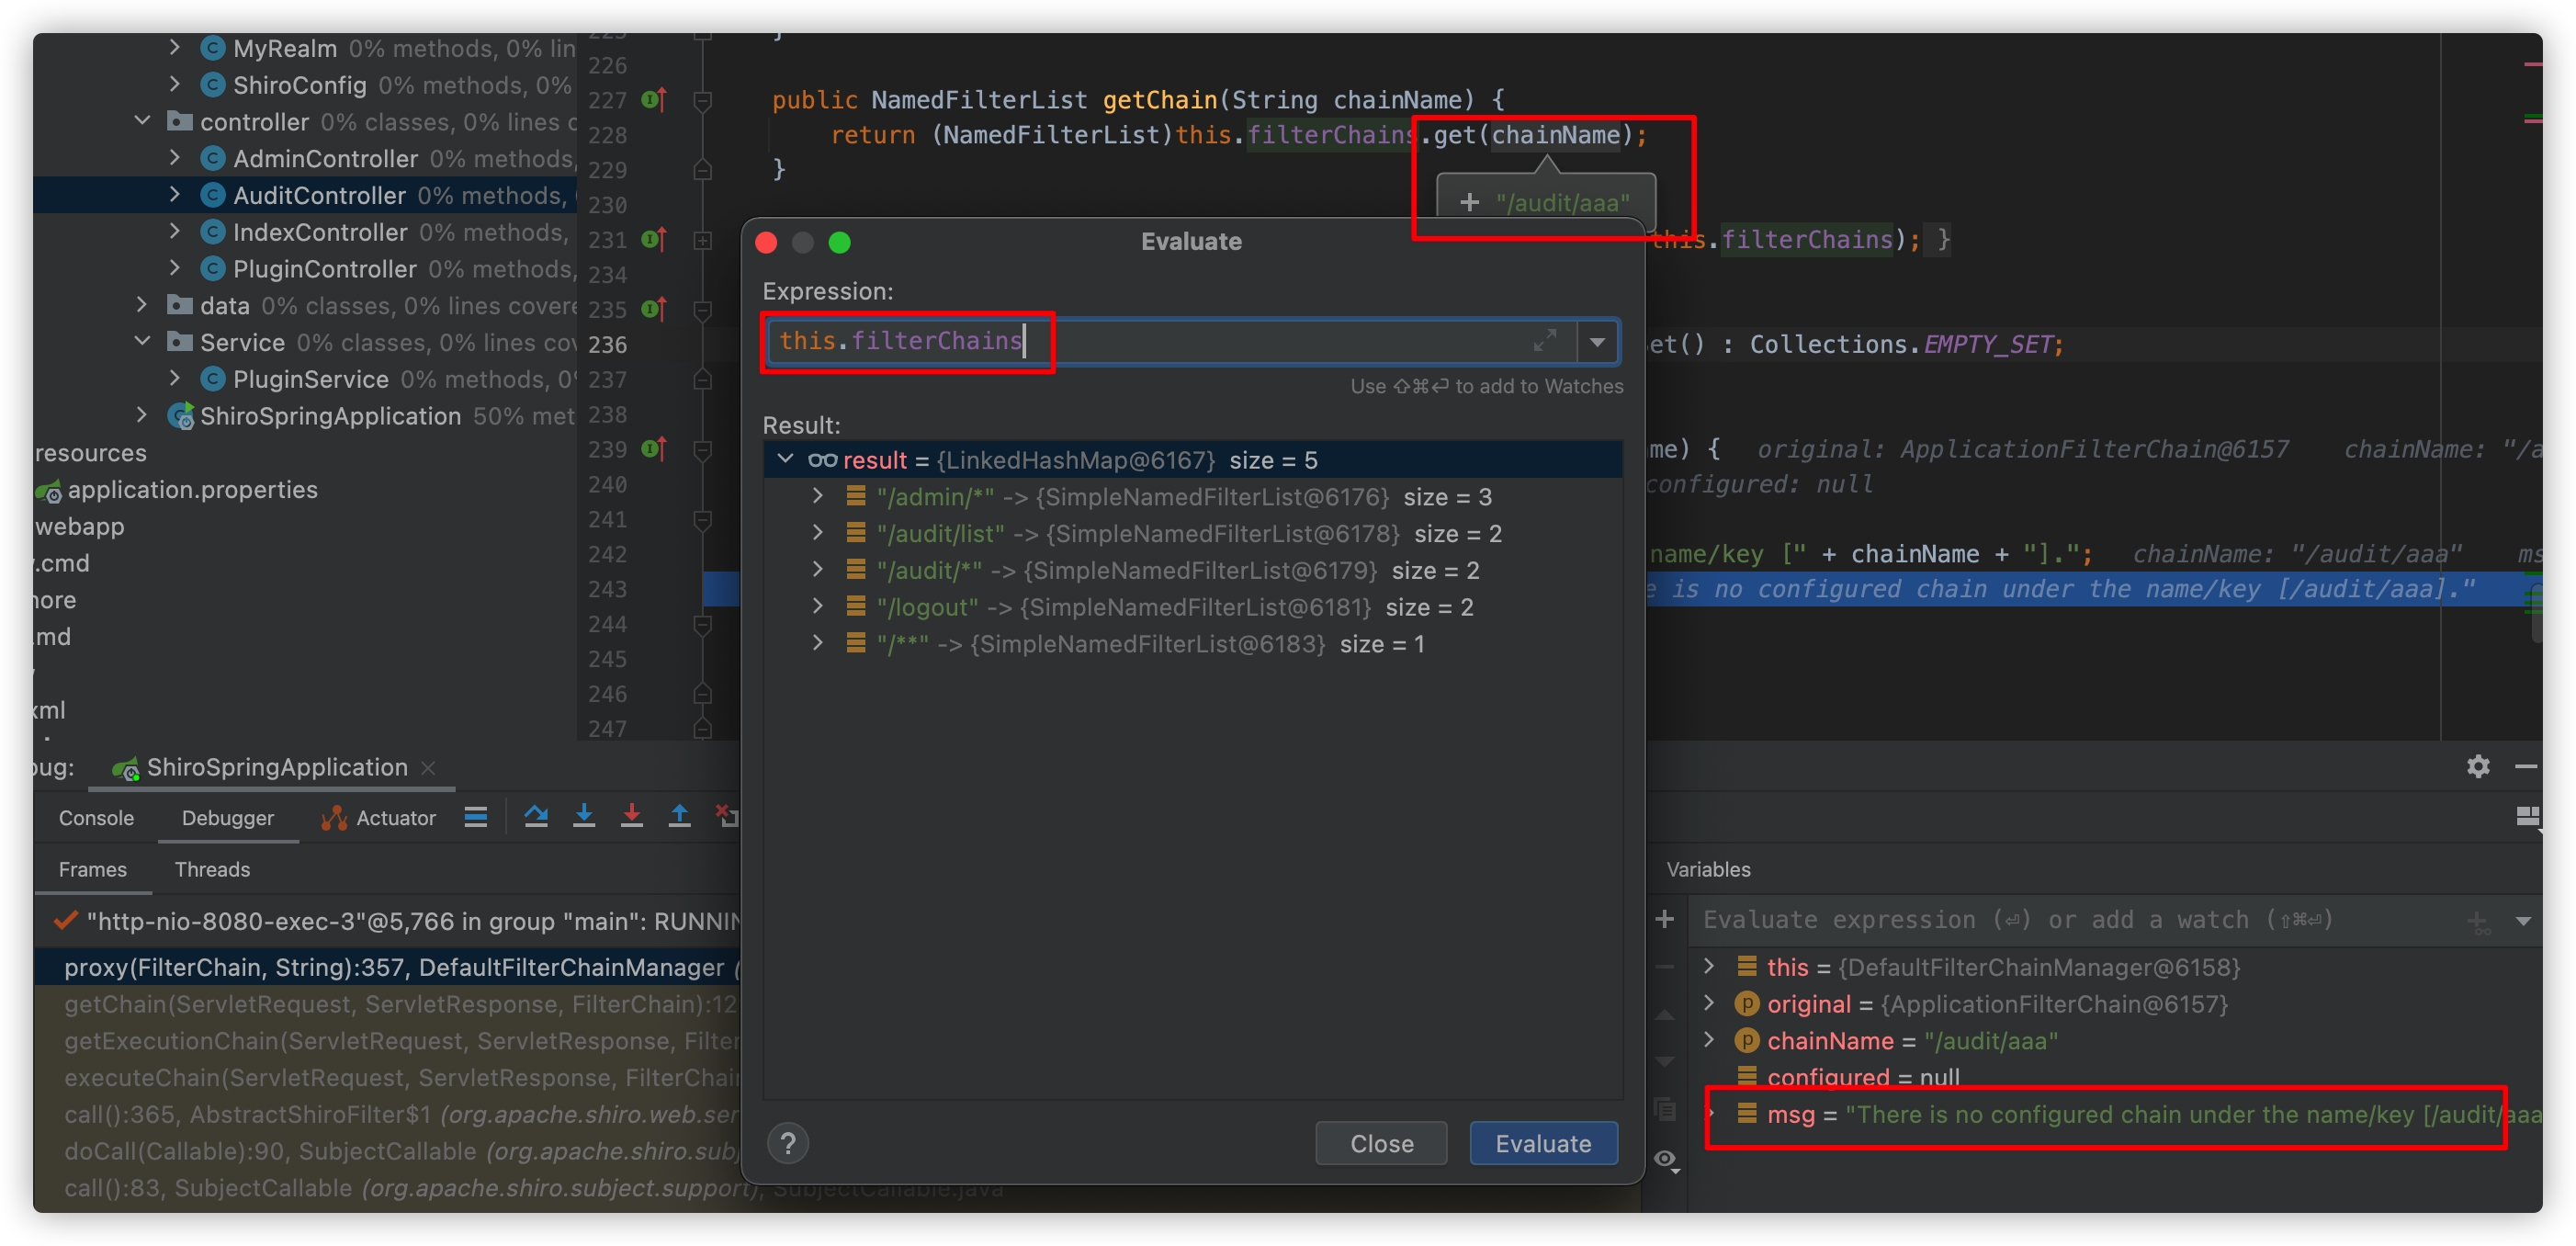 MyRealm 0% methods, 0% lin
ShiroConfig 0% methods, 0%
controller 0% classes, 0% lines c
AdminController 0% methods,
AuditController 0% methods,
IndexController 0% methods,
PluginController 0% methods,
data 0% classes, 0% lines covere
Service 0% classes, 0% lines cov
PluginService 0% methods, 0%
ShiroSpringApplication 50% met
resources
application.properties
webapp
.cmd
.md
xml
225
226
227 public NamedFilterList getChain(String chainName) {
228 return (NamedFilterList)this.filterChains.get(chainName);
229 }
+ "/audit/aaa"
230
231 this.filterChains); }
234
235
236 et() : Collections.EMPTY_SET;
237
238
239 me) { original: ApplicationFilterChain@6157 chainName: "/a
240 configured: null
241
242 name/key [" + chainName + "]."; chainName: "/audit/aaa" ms
243 e is no configured chain under the name/key [/audit/aaa]."
244
245
246
247
Evaluate
Expression:
this.filterChains
Use ⇧⌘⏎ to add to Watches
Result:
result = {LinkedHashMap@6167} size = 5
"/admin/*" -> {SimpleNamedFilterList@6176} size = 3
"/audit/list" -> {SimpleNamedFilterList@6178} size = 2
"/audit/*" -> {SimpleNamedFilterList@6179} size = 2
"/logout" -> {SimpleNamedFilterList@6181} size = 2
"/**" -> {SimpleNamedFilterList@6183} size = 1
? Close Evaluate
bug: ShiroSpringApplication
Console Debugger Actuator
Frames Threads
"http-nio-8080-exec-3"@5,766 in group "main": RUNNIN
proxy(FilterChain, String):357, DefaultFilterChainManager (
getChain(ServletRequest, ServletResponse, FilterChain):12
getExecutionChain(ServletRequest, ServletResponse, Filter
executeChain(ServletRequest, ServletResponse, FilterChain
call():365, AbstractShiroFilter$1 (org.apache.shiro.web.ser
doCall(Callable):90, SubjectCallable (org.apache.shiro.subj
call():83, SubjectCallable (org.apache.shiro.subject.support), SubjectCallable.java
Variables
Evaluate expression (⏎) or add a watch (⇧⌘⏎)
this = {DefaultFilterChainManager@6158}
original = {ApplicationFilterChain@6157}
chainName = "/audit/aaa"
configured = null
msg = "There is no configured chain under the name/key [/audit/aaa